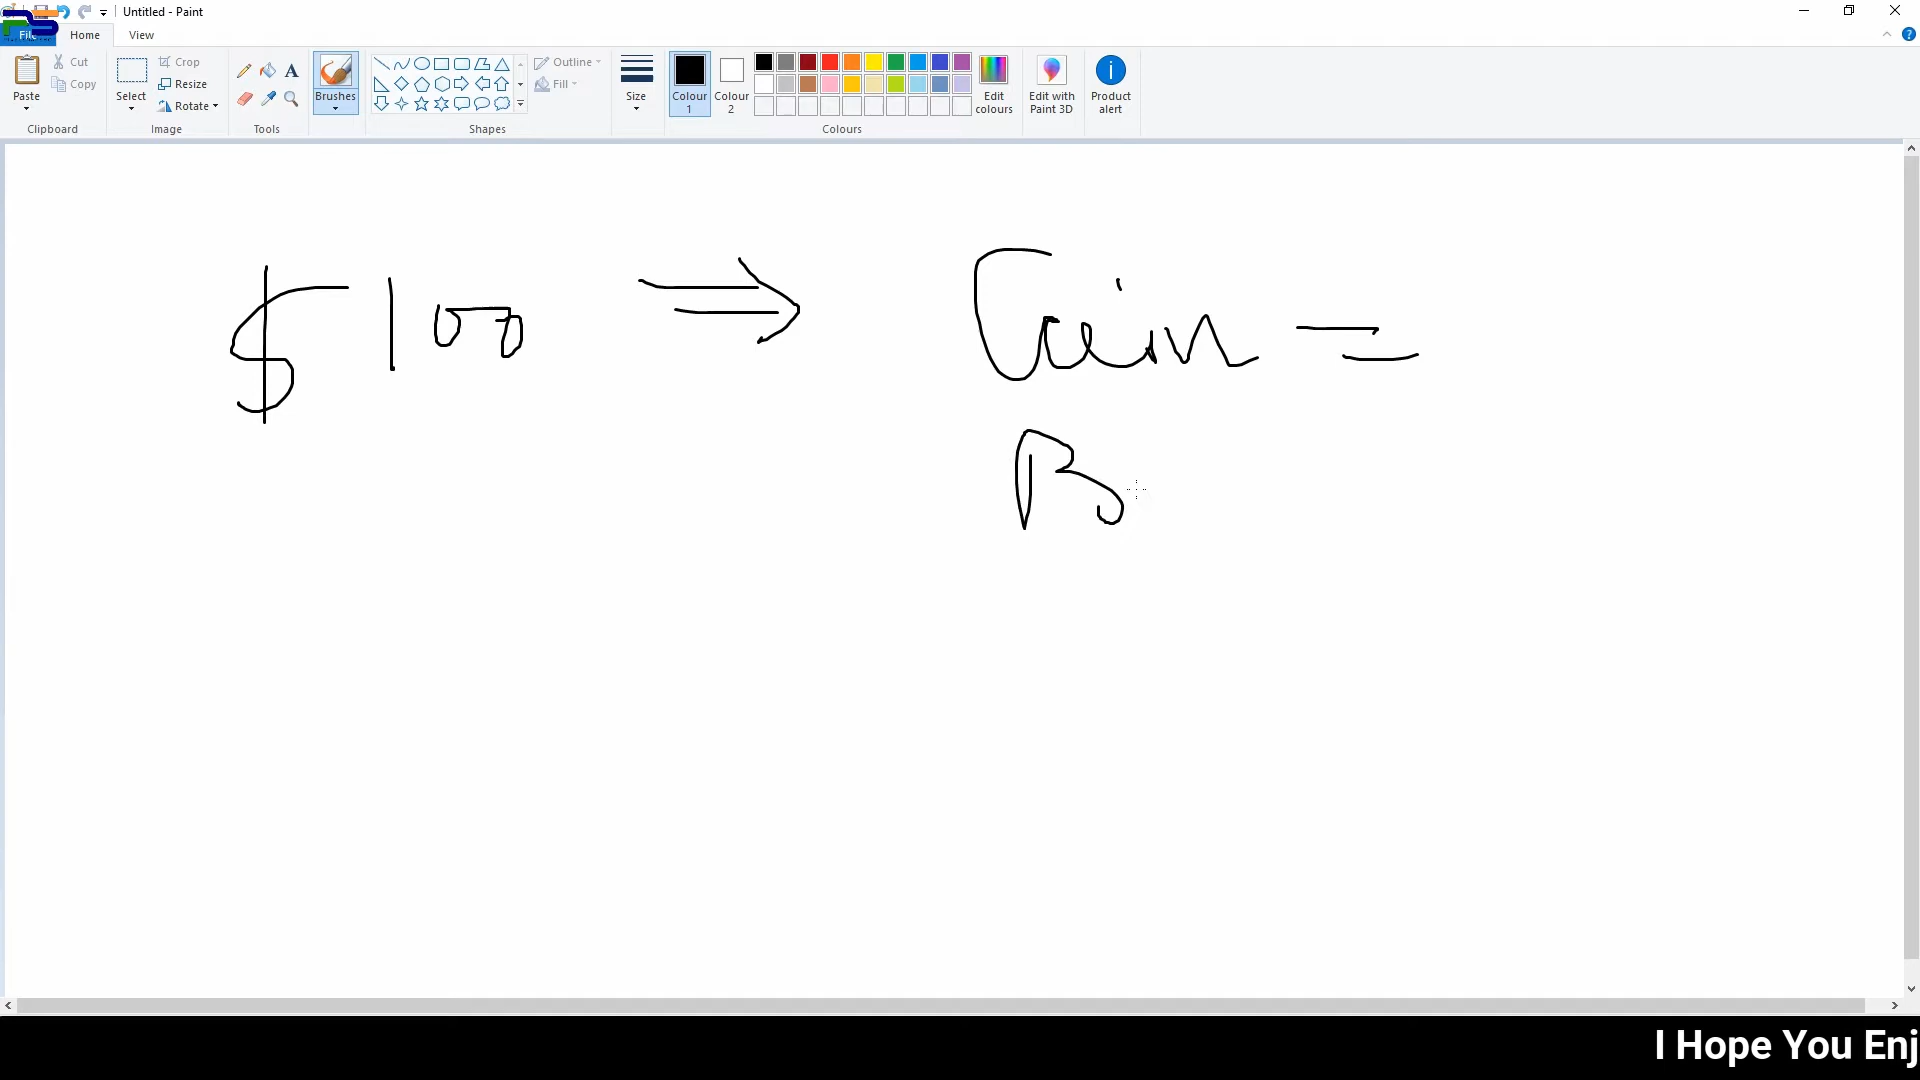 Untitled - Paint
File Home View
Paste
Cut
Copy
Clipboard
Select
Crop
Resize
Rotate
Image
Tools
Brushes
Outline
Fill
Shapes
Size
Colour 1
Colour 2
Edit colours
Colours
Edit with Paint 3D
Product alert
$ 100 ⇒ Gain =
B
I Hope You Enj